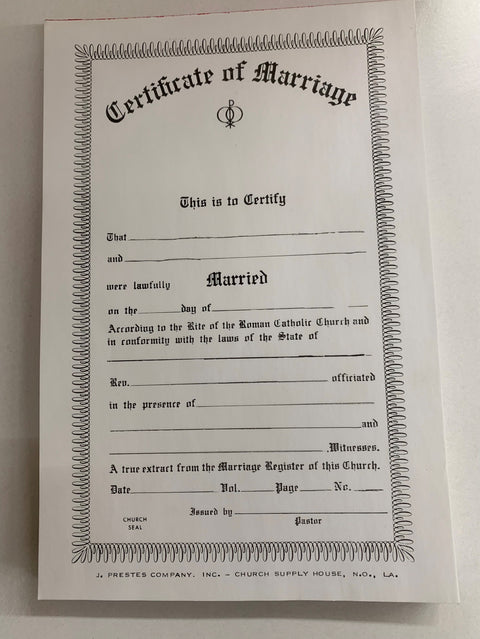 Certificate of Marriage
This is to Certify
That
and
were lawfully Married
on the day of
According to the Rite of the Roman Catholic Church and
in conformity with the laws of the State of
Rev. officiated
in the presence of
and
Witnesses.
A true extract from the Marriage Register of this Church.
Date Vol. Page No.
Issued by
Pastor
CHURCH
SEAL
J. PRESTES COMPANY. INC. – CHURCH SUPPLY HOUSE, N.O., LA.